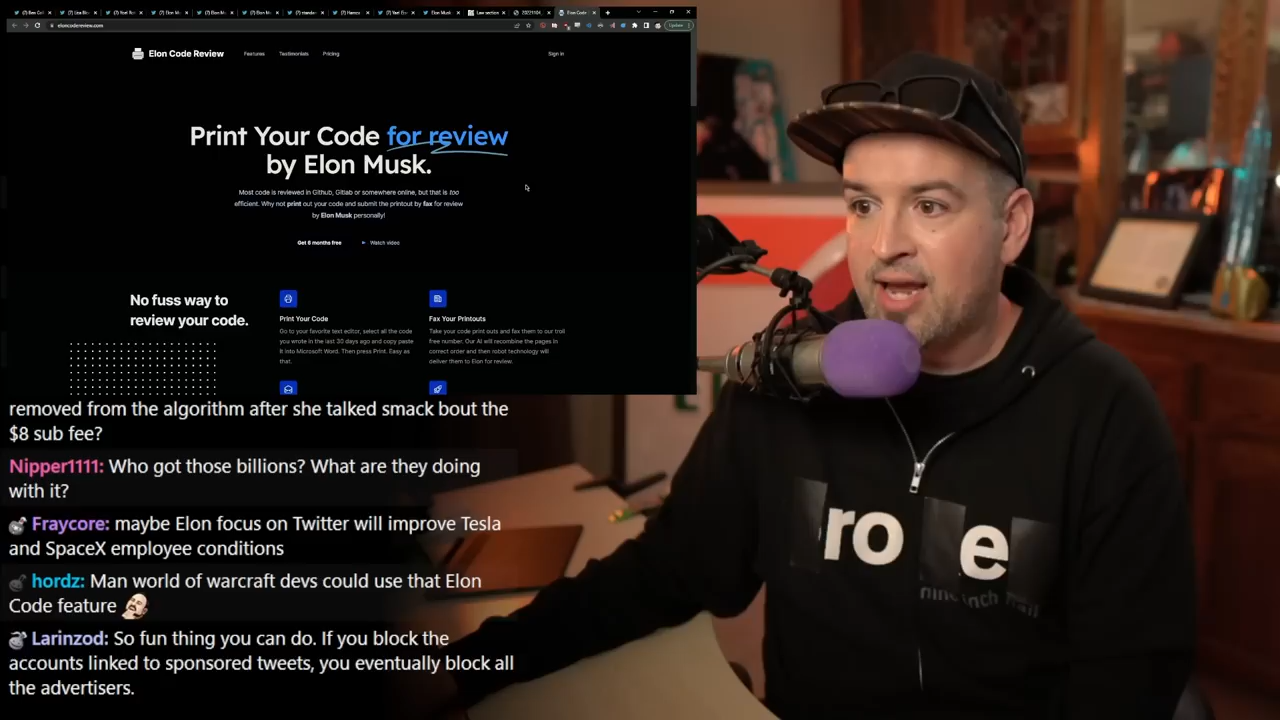 eloncodereview.com
Update
Elon Code Review
Features
Testimonials
Pricing
Sign in
Print Your Code for review
by Elon Musk.
Most code is reviewed in Github, Gitlab or somewhere online, but that is too
efficient. Why not print out your code and submit the printout by fax for review
by Elon Musk personally!
Get 6 months free
Watch video
No fuss way to
review your code.
Print Your Code
Go to your favorite text editor, select all the code
you wrote in the last 30 days ago and copy paste
it into Microsoft Word. Then press Print. Easy as
that.
Fax Your Printouts
Take your code print outs and fax them to our troll
free number. Our AI will recombine the pages in
correct order and then robot technology will
deliver them to Elon for review.
removed from the algorithm after she talked smack bout the
$8 sub fee?
Nipper1111: Who got those billions? What are they doing
with it?
Fraycore: maybe Elon focus on Twitter will improve Tesla
and SpaceX employee conditions
hordz: Man world of warcraft devs could use that Elon
Code feature
Larinzod: So fun thing you can do. If you block the
accounts linked to sponsored tweets, you eventually block all
the advertisers.
ro e